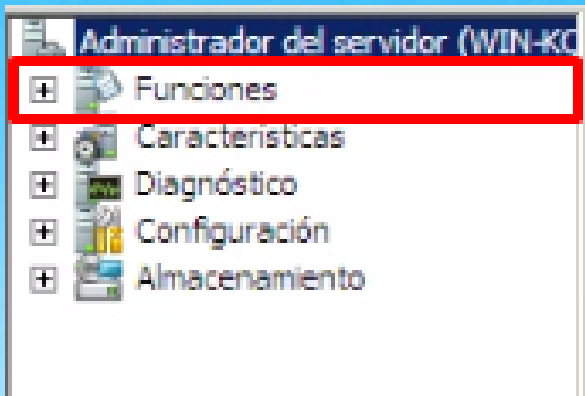 Administrador del servidor (WIN-KC
Funciones
Características
Diagnóstico
Configuración
Almacenamiento